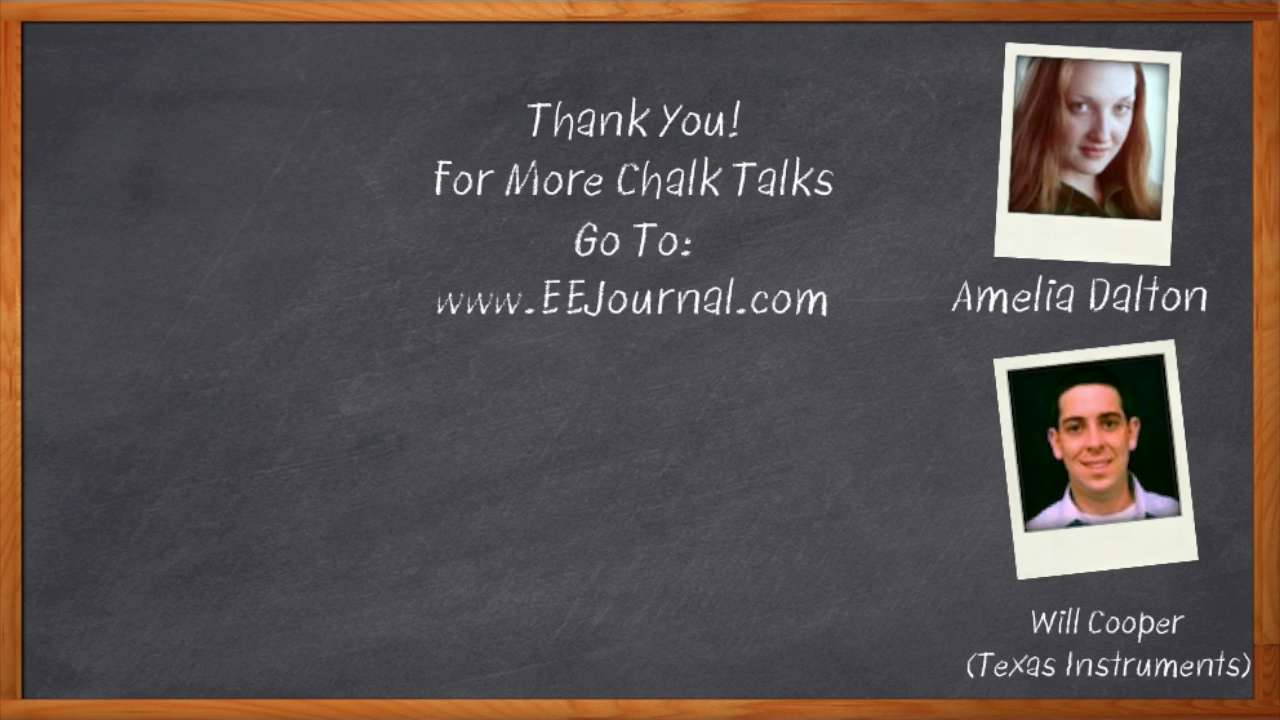 Thank You!
For More Chalk Talks
Go To:
www.EEJournal.com
Amelia Dalton
Will Cooper
(Texas Instruments)